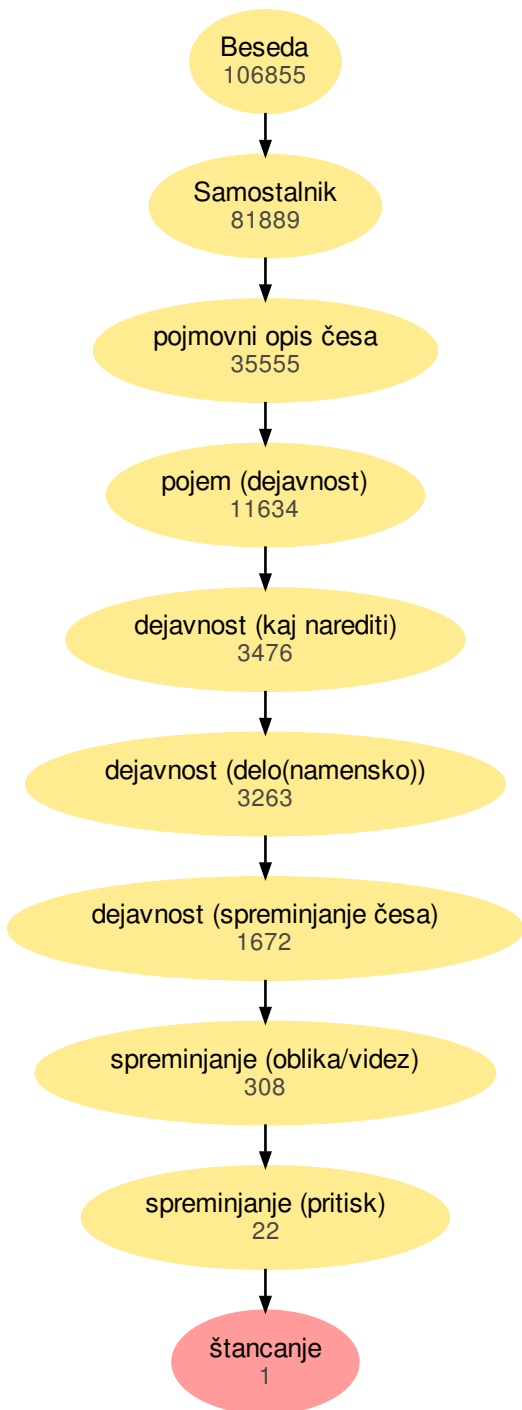 Beseda
106855
Samostalnik
81889
pojmovni opis česa
35555
pojem (dejavnost)
11634
dejavnost (kaj narediti)
3476
dejavnost (delo(namensko))
3263
dejavnost (spreminjanje česa)
1672
spreminjanje (oblika/videz)
308
spreminjanje (pritisk)
22
štancanje
1